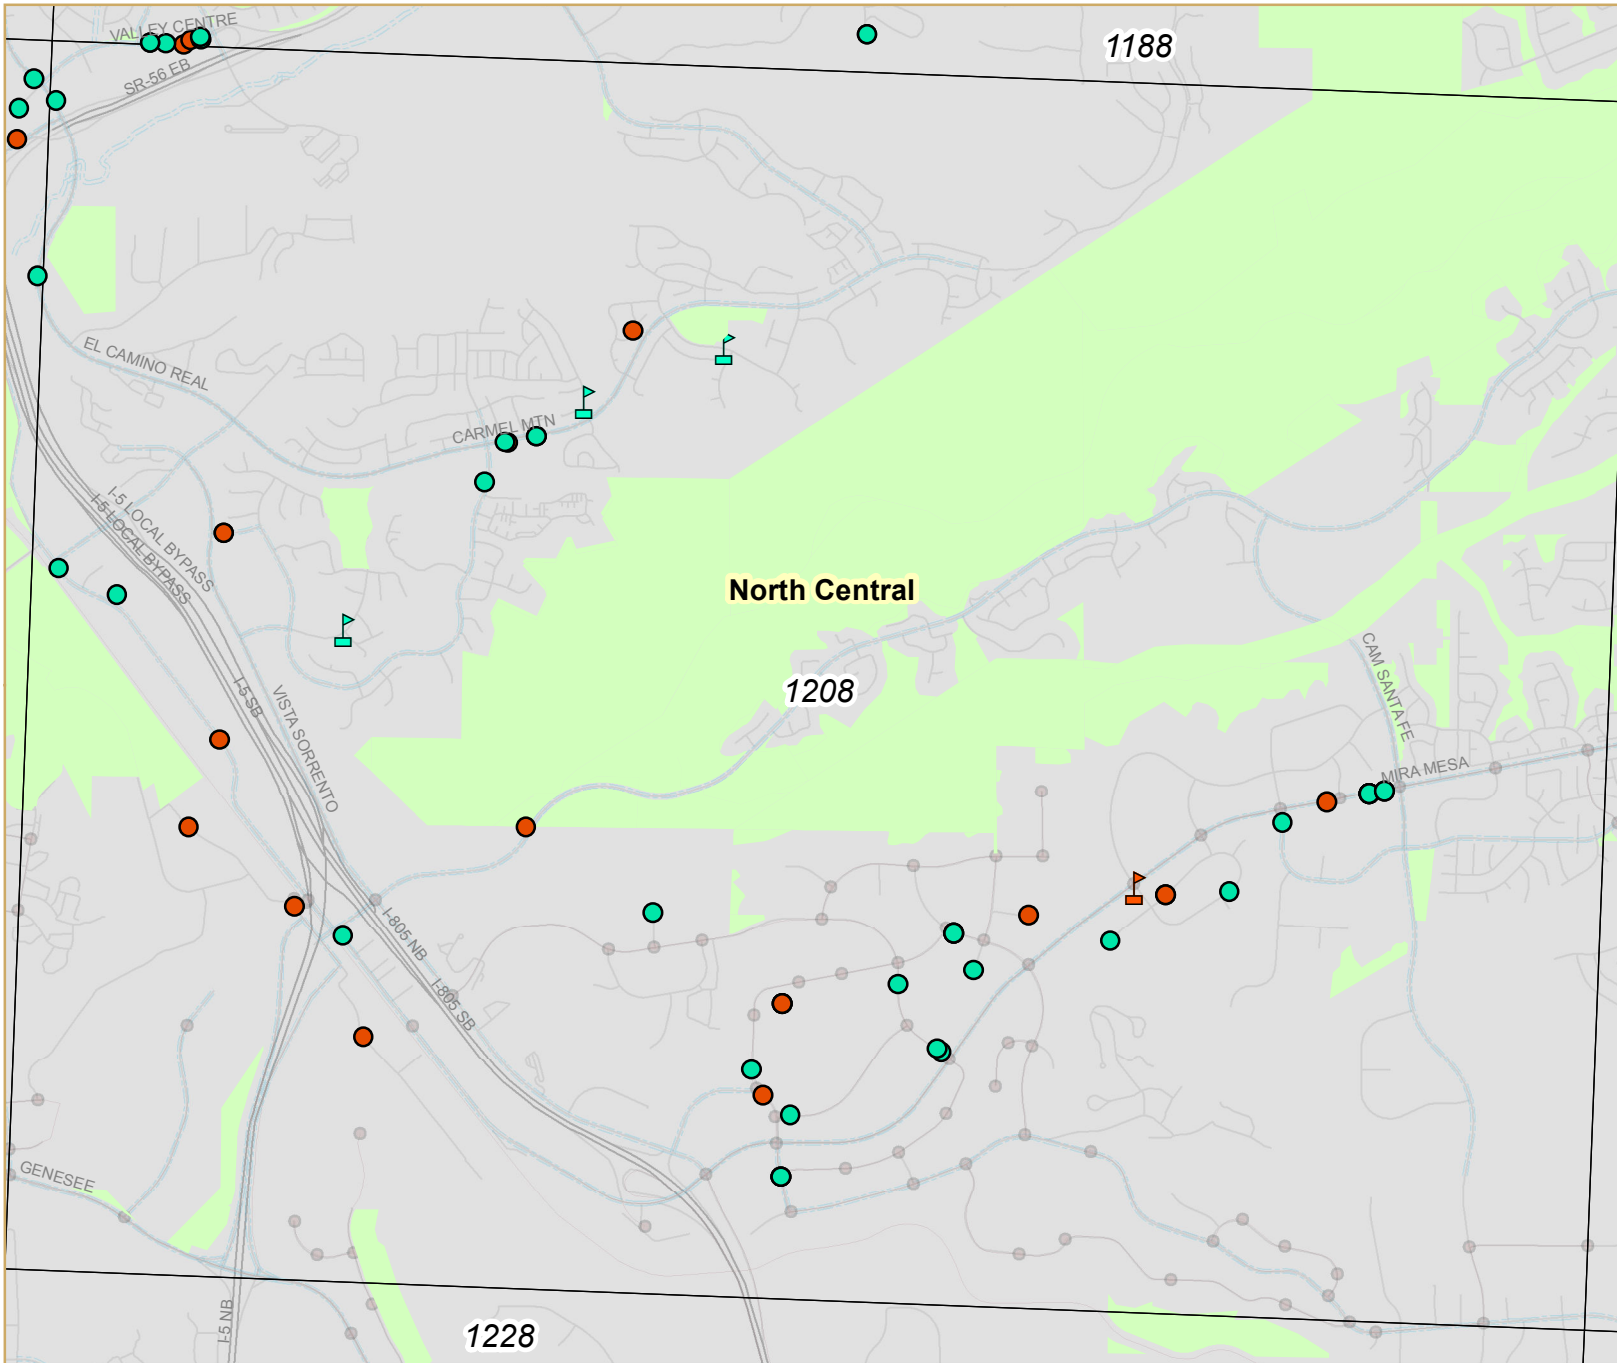 VALLEY CENTRE
1188
SR-56 EB
EL CAMINO REAL
CARMEL MTN
I-5 LOCAL BYPASS
I-5 LOCAL BYPASS
North Central
1208
CAM SANTA FE
I-5 SB
VISTA SORRENTO
MIRA MESA
I-805 NB
I-805 SB
GENESEE
I-5 NB
1228